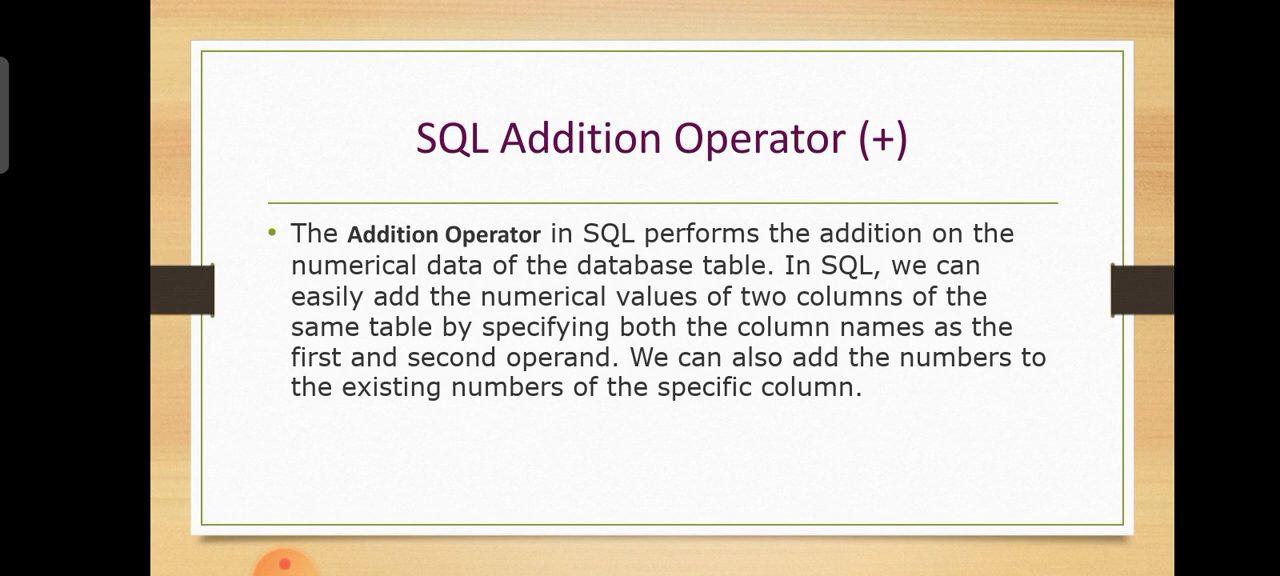 SQL Addition Operator (+)
• The Addition Operator in SQL performs the addition on the
numerical data of the database table. In SQL, we can
easily add the numerical values of two columns of the
same table by specifying both the column names as the
first and second operand. We can also add the numbers to
the existing numbers of the specific column.